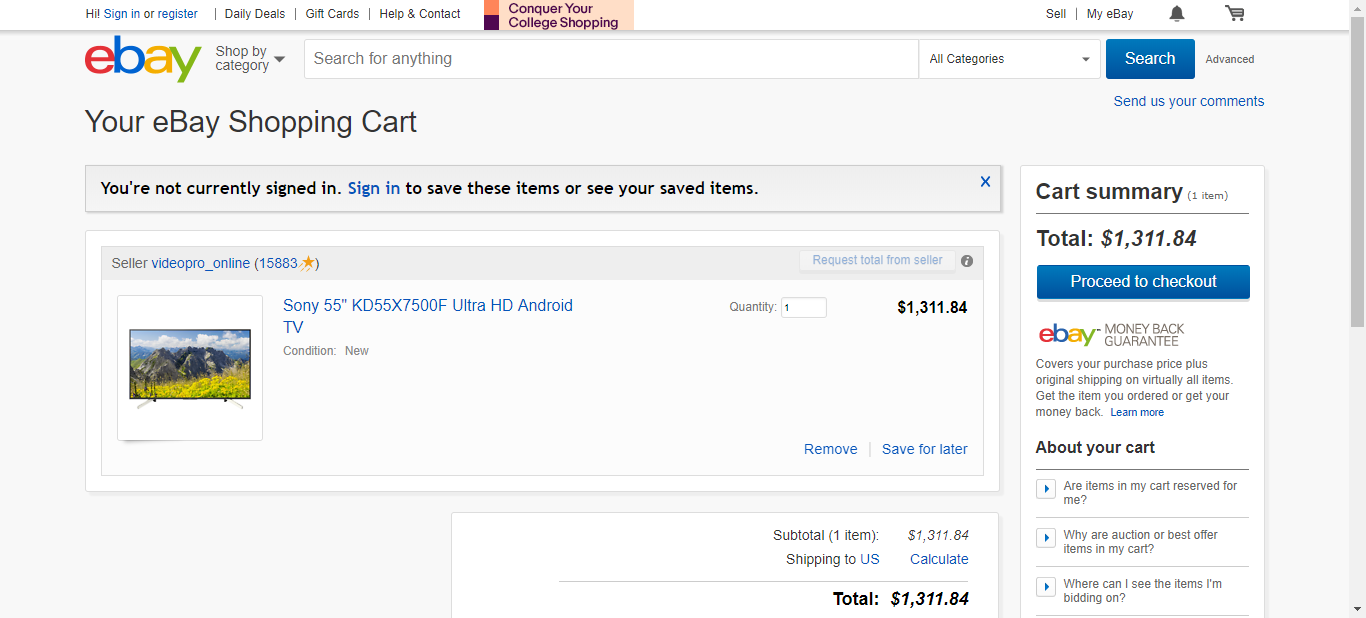 Hi! Sign in or register | Daily Deals | Gift Cards | Help & Contact
Conquer Your
College Shopping
Sell | My eBay
ebay
Shop by
category
Search for anything
All Categories
Search
Advanced
Send us your comments
Your eBay Shopping Cart
You're not currently signed in. Sign in to save these items or see your saved items.
X
Seller videopro_online (15883)
Request total from seller
Sony 55" KD55X7500F Ultra HD Android
TV
Condition: New
Quantity: 1
$1,311.84
Remove | Save for later
Subtotal (1 item): $1,311.84
Shipping to US Calculate
Total: $1,311.84
Cart summary (1 item)
Total: $1,311.84
Proceed to checkout
ebay MONEY BACK
GUARANTEE
Covers your purchase price plus
original shipping on virtually all items.
Get the item you ordered or get your
money back. Learn more
About your cart
Are items in my cart reserved for
me?
Why are auction or best offer
items in my cart?
Where can I see the items I'm
bidding on?